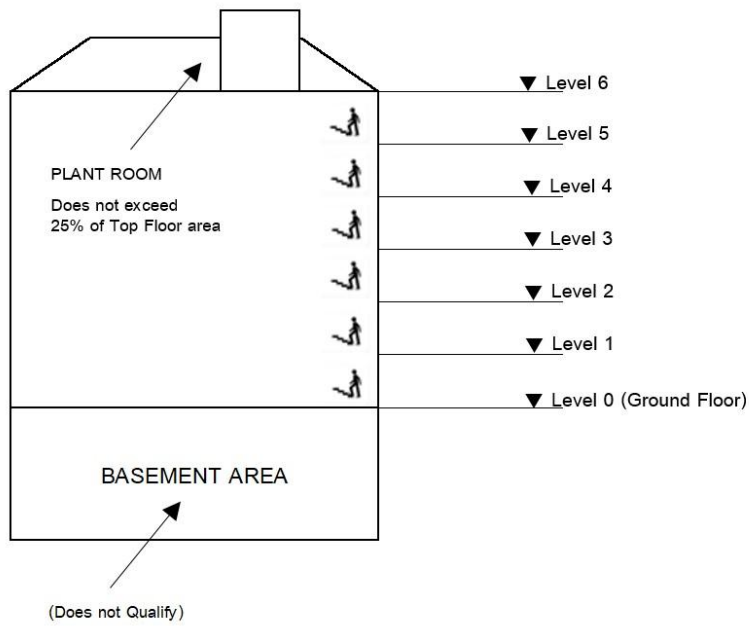 Level 6
Level 5
PLANT ROOM
Does not exceed
25% of Top Floor area
Level 4
Level 3
Level 2
Level 1
Level 0 (Ground Floor)
BASEMENT AREA
(Does not Qualify)